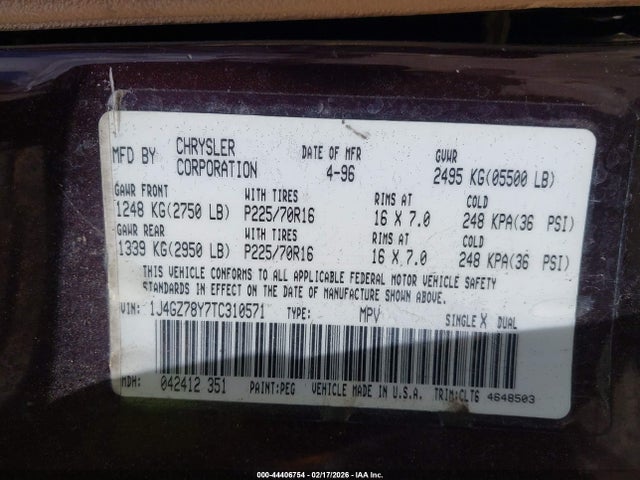 MFD BY CHRYSLER CORPORATION DATE OF MFR 4-96 GVWR 2495 KG(05500 LB)
GAWR FRONT WITH TIRES RIMS AT COLD
1248 KG(2750 LB) P225/70R16 16 X 7.0 248 KPA(36 PSI)
GAWR REAR WITH TIRES RIMS AT COLD
1339 KG(2950 LB) P225/70R16 16 X 7.0 248 KPA(36 PSI)
THIS VEHICLE CONFORMS TO ALL APPLICABLE FEDERAL MOTOR VEHICLE SAFETY
STANDARDS IN EFFECT ON THE DATE OF MANUFACTURE SHOWN ABOVE.
VIN: 1J4GZ78Y7TC310571 TYPE: MPV SINGLE X DUAL
MDH: 042412 351 PAINT:PEG VEHICLE MADE IN U.S.A. TRIM:CLT6 4648503
000-44406754 - 02/17/2026 - IAA Inc.